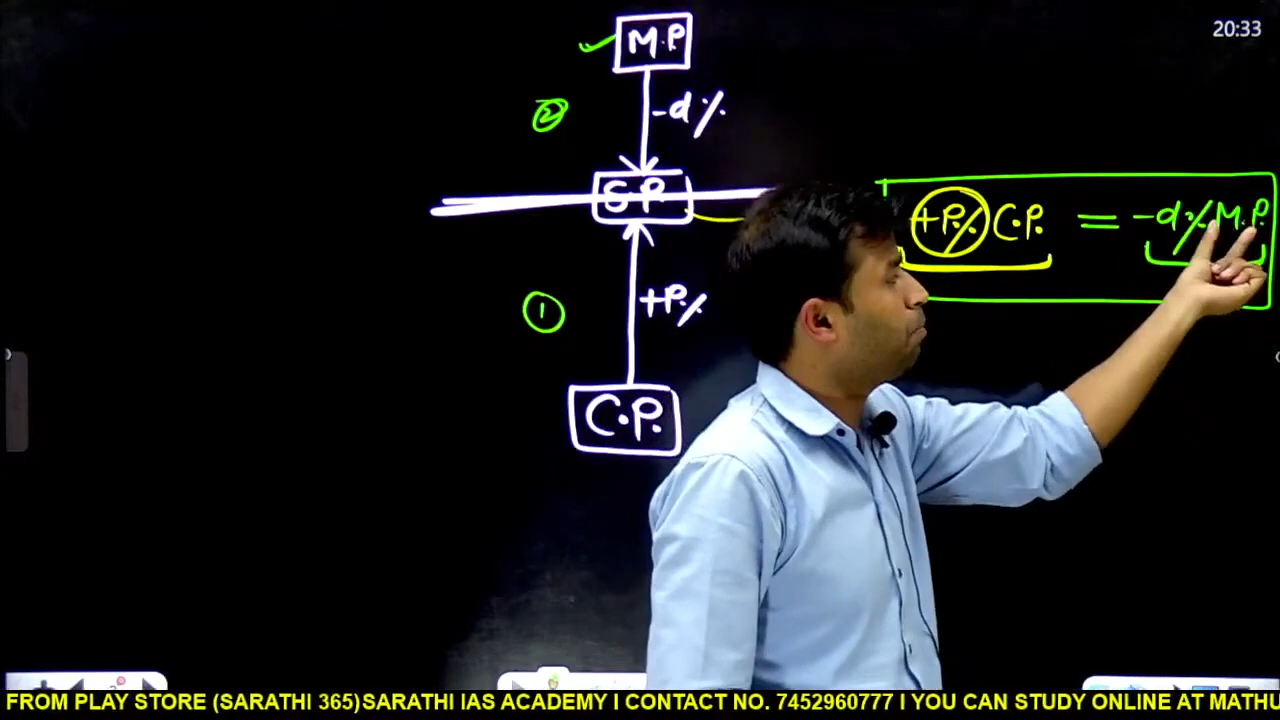 20:33
M.P.
②
-d%
S.P.
+P% C.P. = -d% M.P.
①
+P%
C.P.
FROM PLAY STORE (SARATHI 365) SARATHI IAS ACADEMY I CONTACT NO. 7452960777 I YOU CAN STUDY ONLINE AT MATHU